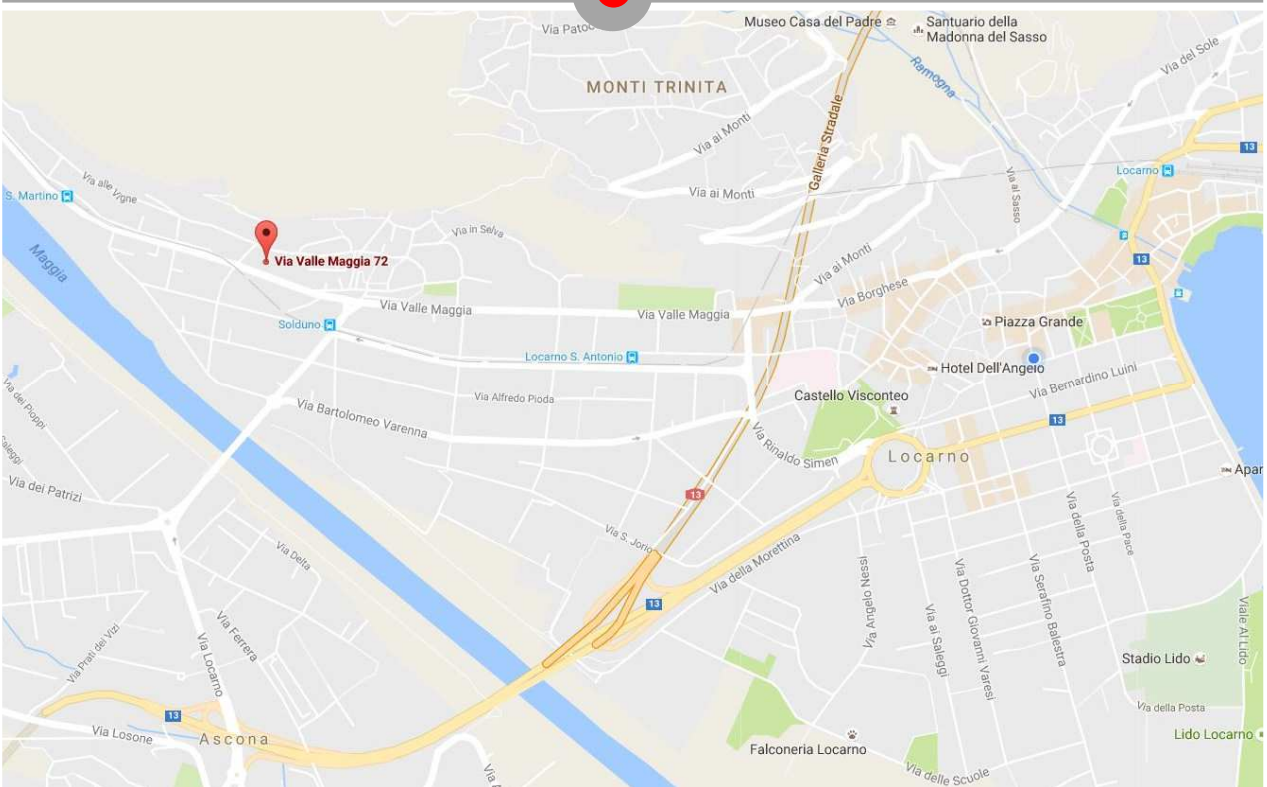 Museo Casa del Padre
Santuario della
Madonna del Sasso
Via del Sole
MONTI TRINITA
Ramogna
Galleria Stradale
Via ai Monti
13
Locarno
Via alle Vigne
S. Martino
Via ai Monti
Via al Sasso
Via in Selva
Maggia
Via Valle Maggia 72
Via ai Monti
13
Via Borghese
Via Valle Maggia
Via Valle Maggia
Solduno
Piazza Grande
Locarno S. Antonio
Hotel Dell'Angelo
Via Bernardino Luini
Via Alfredo Pioda
Castello Visconteo
Via dei Pioppi
Via Bartolomeo Varenna
13
Via Rinaldo Simen
Locarno
Saleggi
Apar
Via dei Patrizi
13
Via della Posta
Via della Pace
Via S. Jorio
Via Delta
Via della Morettina
Via Angelo Nessi
Via Dottor Giovanni Varesi
Via Serafino Balestra
13
Via ai Saleggi
Viale Al Lido
Via Ferrera
Via Prati dei Vizi
Via Locarno
Stadio Lido
Via della Posta
13
Via Losone
Ascona
Lido Locarno
Falconeria Locarno
Via delle Scuole